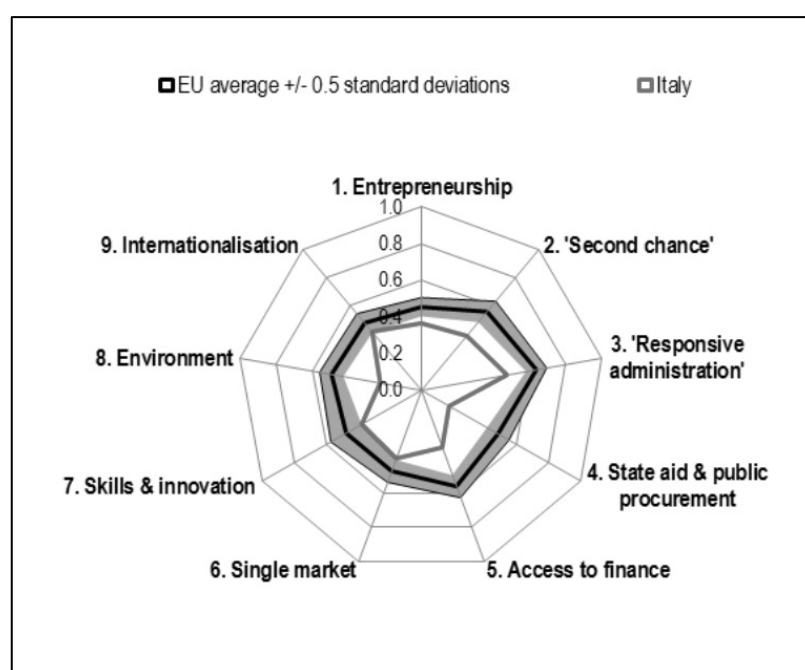 EU average +/- 0.5 standard deviations
Italy
1. Entrepreneurship
1.0
9. Internationalisation
2. 'Second chance'
0.8
0.6
0.4
3. 'Responsive
administration'
8. Environment
0.2
0.0
4. State aid & public
procurement
7. Skills & innovation
6. Single market
5. Access to finance